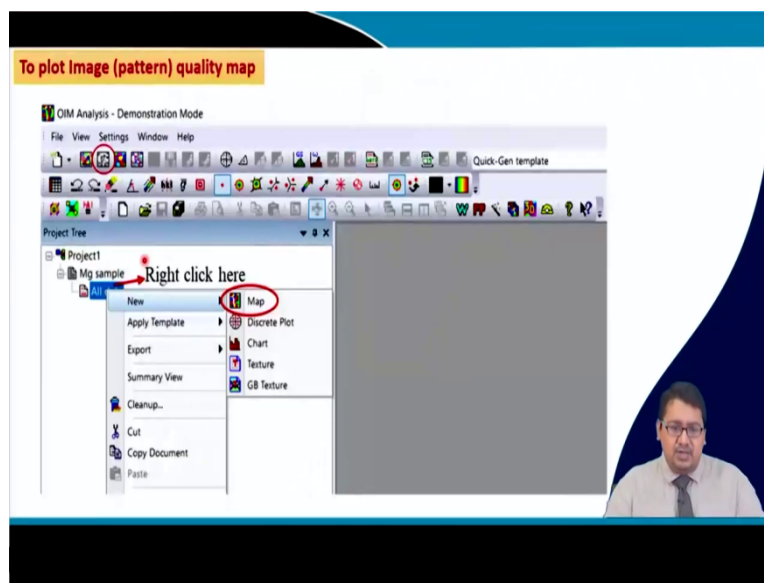 To plot Image (pattern) quality map
OIM Analysis - Demonstration Mode
File View Settings Window Help
Quick-Gen template
Project Tree
Project1
Mg sample
Right click here
All
New
Map
Apply Template
Discrete Plot
Chart
Export
Texture
Summary View
GB Texture
Cleanup...
Cut
Copy Document
Paste